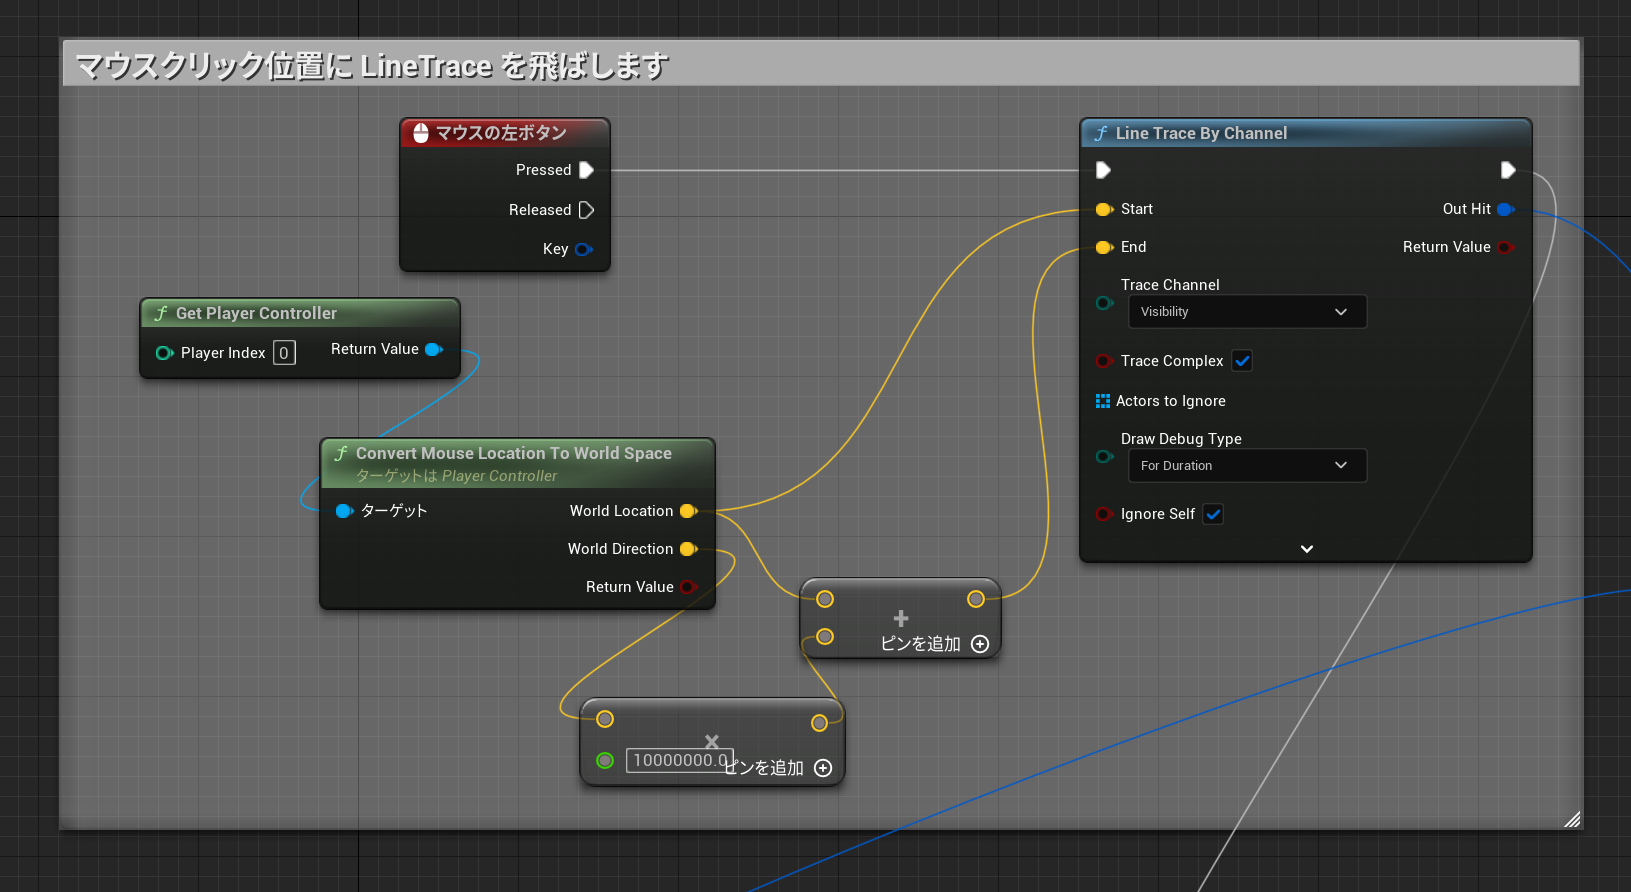 マウスクリック位置に LineTrace を飛ばします
マウスの左ボタン
Pressed
Released
Key
Get Player Controller
Player Index 0
Return Value
Convert Mouse Location To World Space
ターゲットは Player Controller
ターゲット
World Location
World Direction
Return Value
+
ピンを追加
×
10000000.0
ピンを追加
Line Trace By Channel
Start
Out Hit
End
Return Value
Trace Channel
Visibility
Trace Complex
Actors to Ignore
Draw Debug Type
For Duration
Ignore Self